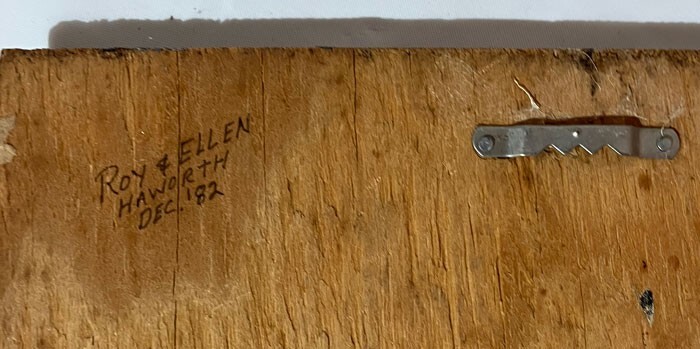 ROY & ELLEN
HAWORTH
DEC. '82